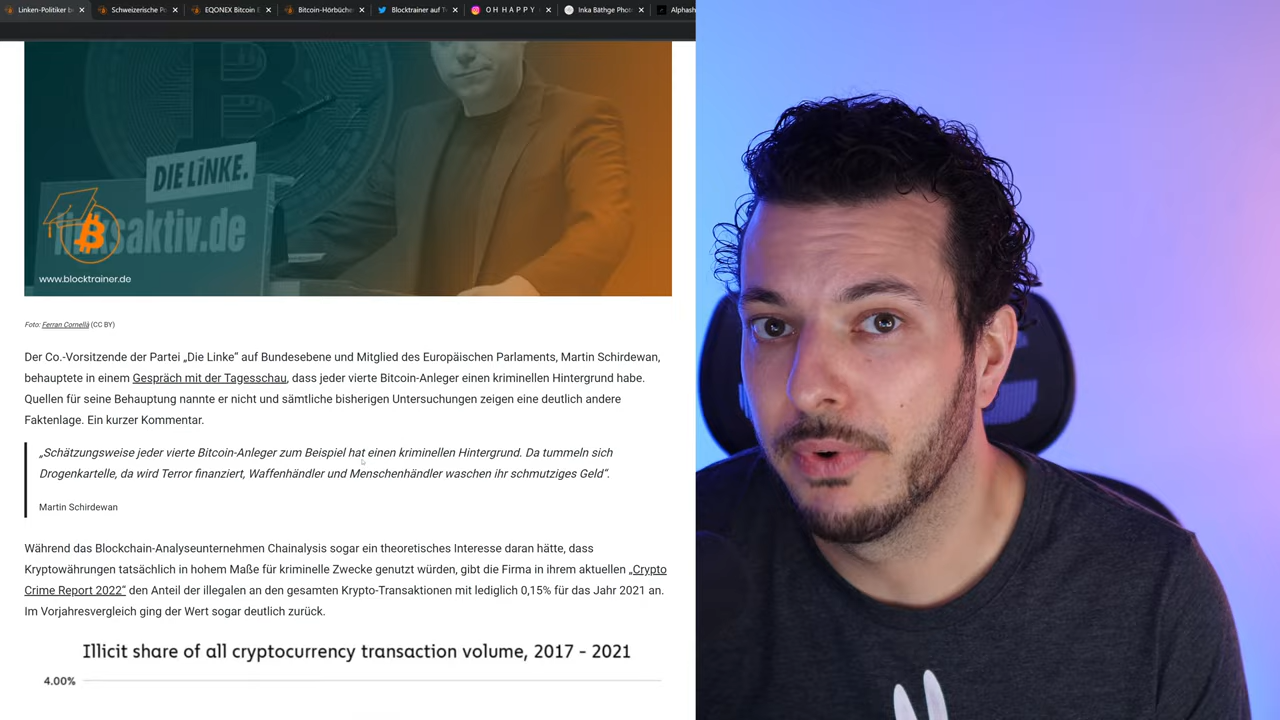 Linken-Politiker b
Schweizerische Po
EQONEX Bitcoin E
Bitcoin-Hörbücher
Blocktrainer auf T
O H H A P P Y
Inka Bäthge Phot
Alphash
DIE LINKE.
linksaktiv.de
www.blocktrainer.de
Foto: Ferran Cornellà (CC BY)
Der Co.-Vorsitzende der Partei „Die Linke“ auf Bundesebene und Mitglied des Europäischen Parlaments, Martin Schirdewan,
behauptete in einem Gespräch mit der Tagesschau, dass jeder vierte Bitcoin-Anleger einen kriminellen Hintergrund habe.
Quellen für seine Behauptung nannte er nicht und sämtliche bisherigen Untersuchungen zeigen eine deutlich andere
Faktenlage. Ein kurzer Kommentar.
„Schätzungsweise jeder vierte Bitcoin-Anleger zum Beispiel hat einen kriminellen Hintergrund. Da tummeln sich
Drogenkartelle, da wird Terror finanziert, Waffenhändler und Menschenhändler waschen ihr schmutziges Geld“.
Martin Schirdewan
Während das Blockchain-Analyseunternehmen Chainalysis sogar ein theoretisches Interesse daran hätte, dass
Kryptowährungen tatsächlich in hohem Maße für kriminelle Zwecke genutzt würden, gibt die Firma in ihrem aktuellen „Crypto
Crime Report 2022“ den Anteil der illegalen an den gesamten Krypto-Transaktionen mit lediglich 0,15% für das Jahr 2021 an.
Im Vorjahresvergleich ging der Wert sogar deutlich zurück.
Illicit share of all cryptocurrency transaction volume, 2017 - 2021
4.00%